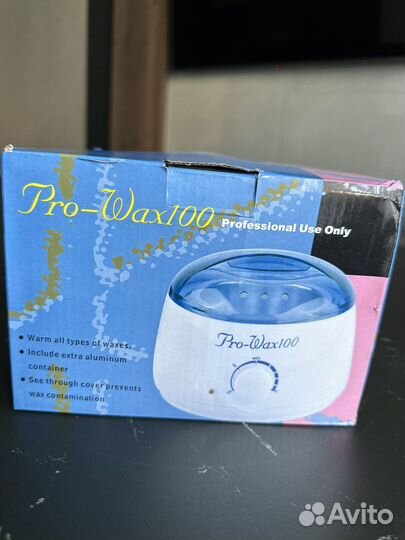 Pro-Wax100 Professional Use Only
• Warm all types of waxes.
• Include extra aluminum
container
• See through cover prevents
wax contamination
Pro-Wax100
Avito